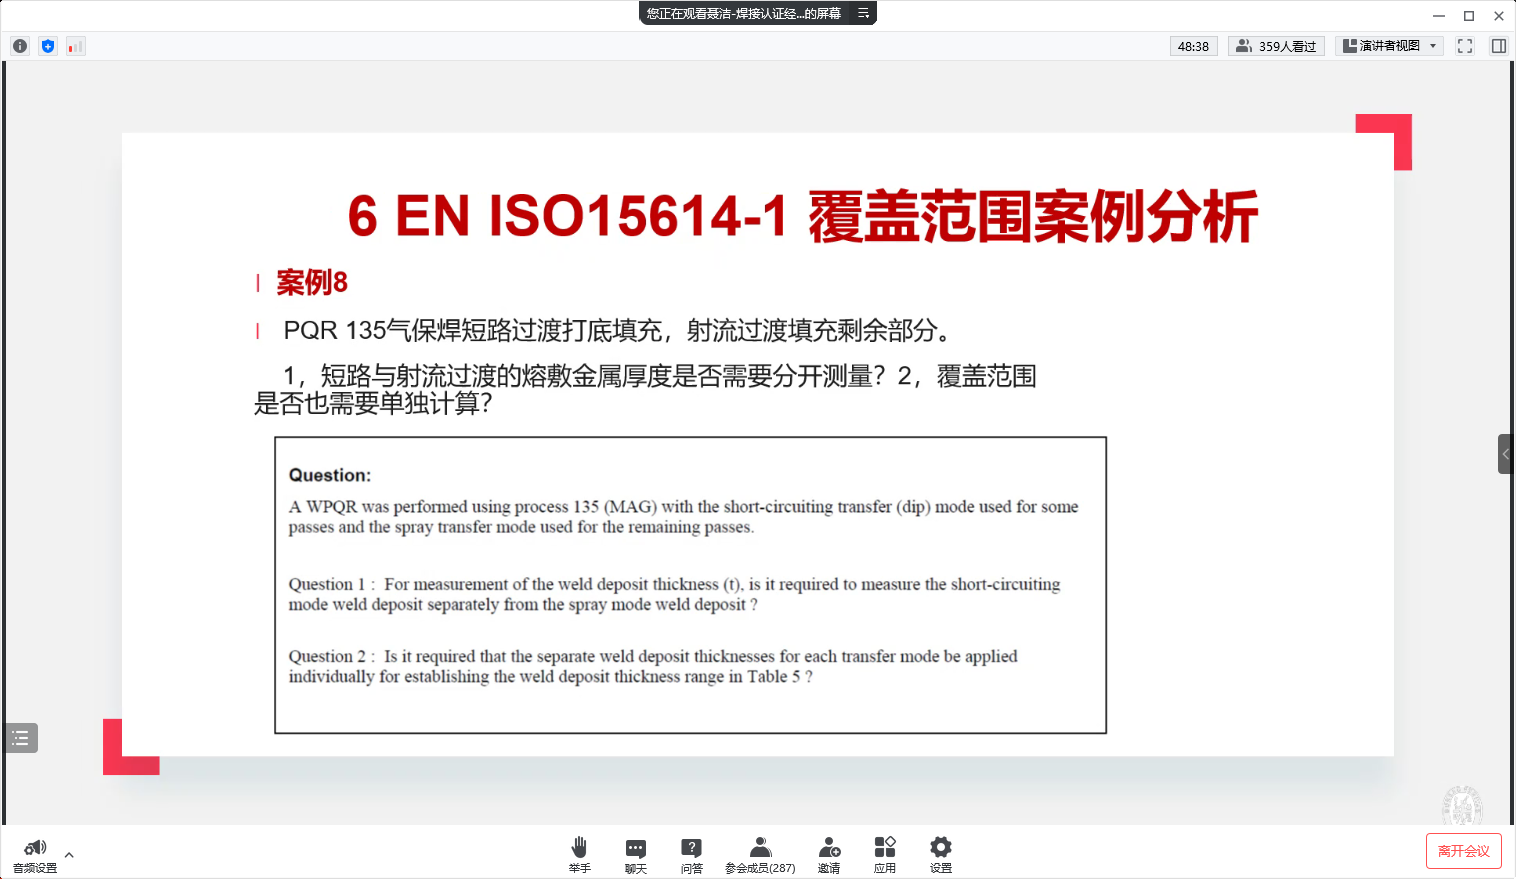 您正在观看聂洁-焊接认证经...的屏幕
48:38
359人看过
演讲者视图
6 EN ISO15614-1 覆盖范围案例分析
案例8
PQR 135气保焊短路过渡打底填充，射流过渡填充剩余部分。
1，短路与射流过渡的熔敷金属厚度是否需要分开测量？2，覆盖范围
是否也需要单独计算？
Question:
A WPQR was performed using process 135 (MAG) with the short-circuiting transfer (dip) mode used for some
passes and the spray transfer mode used for the remaining passes.
Question 1 : For measurement of the weld deposit thickness (t), is it required to measure the short-circuiting
mode weld deposit separately from the spray mode weld deposit ?
Question 2 : Is it required that the separate weld deposit thicknesses for each transfer mode be applied
individually for establishing the weld deposit thickness range in Table 5 ?
音频设置
举手
聊天
问答
参会成员(287)
邀请
应用
设置
离开会议